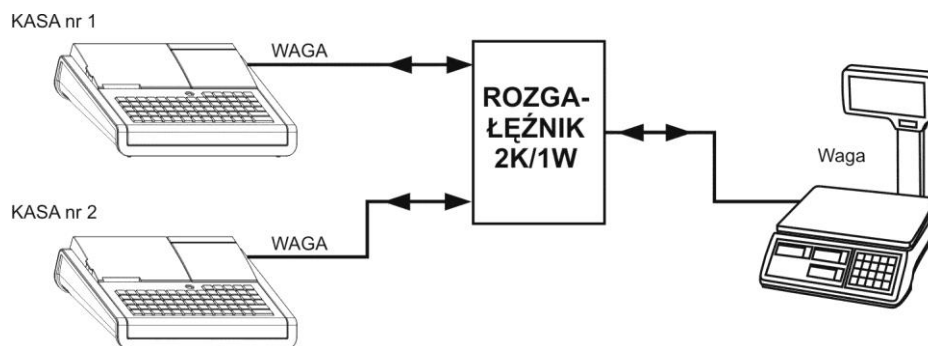 KASA nr 1
WAGA
ROZGA-
ŁĘŹNIK
2K/1W
Waga
KASA nr 2
WAGA